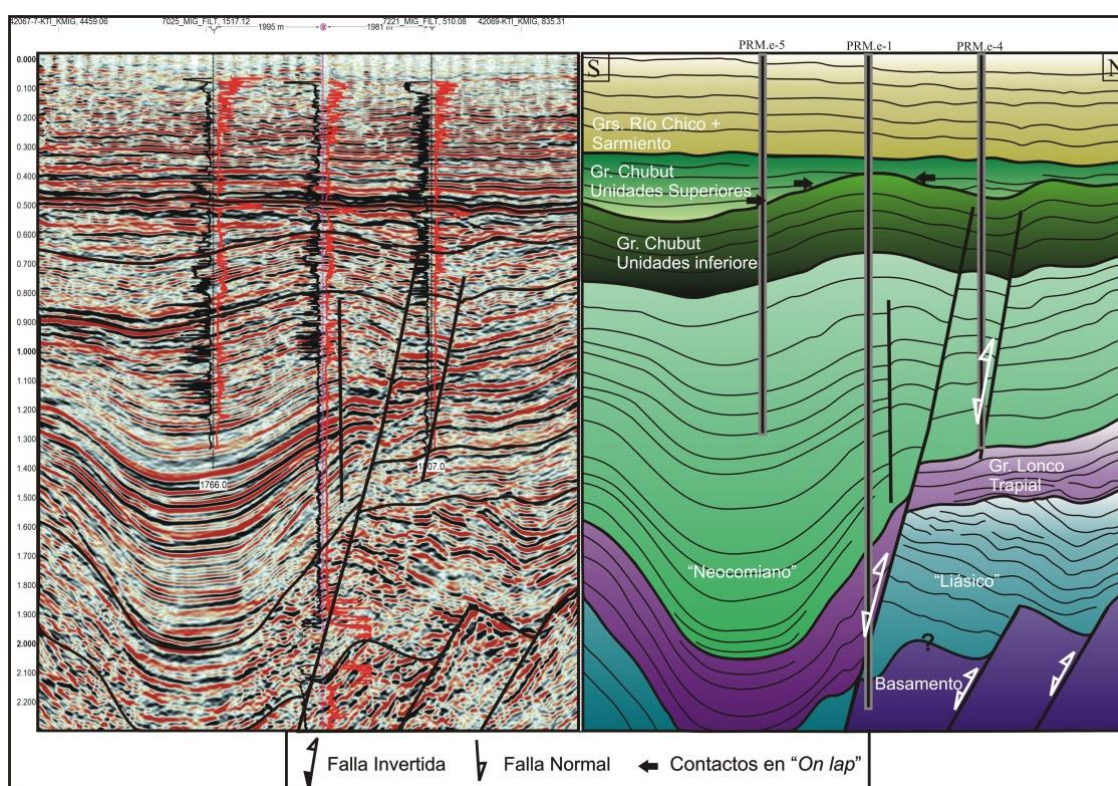 42067-7-KTI_KMIG, 4459.06
7025_MIG_FILT, 1517.12
7221_MIG_FILT, 510.08
42069-KTI_KMIG, 835.31
1995 m
1981 m
0.000
0.100
0.200
0.300
0.400
0.500
0.600
0.700
0.800
0.900
1.000
1.100
1.200
1.300
1.400
1.500
1.600
1.700
1.800
1.900
2.000
2.100
2.200
1766.0
PRM.e-5
PRM.e-1
PRM.e-4
S
N
Grs. Río Chico +
Sarmiento
Gr. Chubut
Unidades Superiores
Gr. Chubut
Unidades inferiore
Gr. Lonco
Trapial
"Neocomiano"
"Liásico"
?
Basamento
Falla Invertida
Falla Normal
Contactos en "On lap"